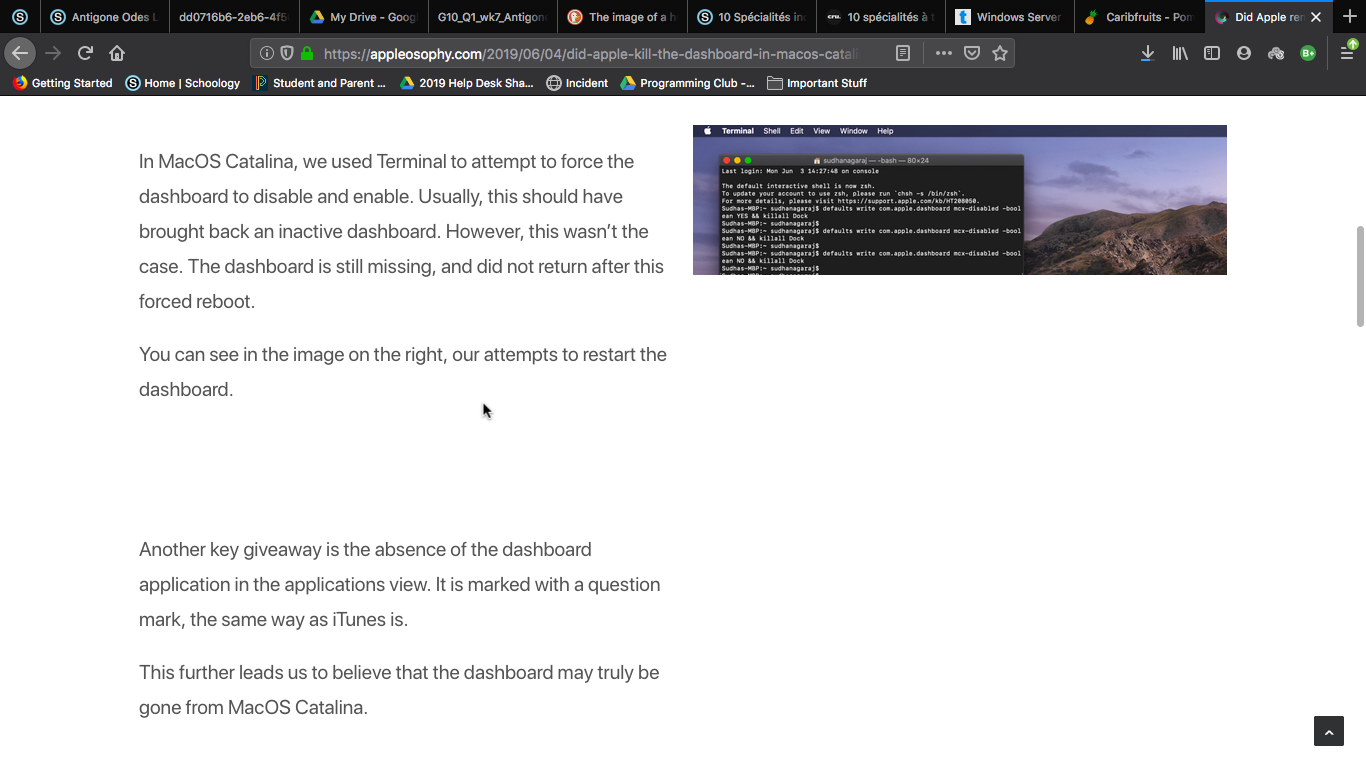 Antigone Odes L
dd0716b6-2eb6-4f5
My Drive - Goog
G10_Q1_wk7_Antigon
The image of a h
10 Spécialités inc
10 spécialités à t
Windows Server
Caribfruits - Pom
Did Apple rem
https://appleosophy.com/2019/06/04/did-apple-kill-the-dashboard-in-macos-catali
Getting Started
Home | Schoology
Student and Parent ...
2019 Help Desk Sha...
Incident
Programming Club -...
Important Stuff
In MacOS Catalina, we used Terminal to attempt to force the
dashboard to disable and enable. Usually, this should have
brought back an inactive dashboard. However, this wasn't the
case. The dashboard is still missing, and did not return after this
forced reboot.
You can see in the image on the right, our attempts to restart the
dashboard.
Terminal Shell Edit View Window Help
sudhanagaraj — -bash — 80×24
Last login: Mon Jun 3 14:27:48 on console
The default interactive shell is now zsh.
To update your account to use zsh, please run `chsh -s /bin/zsh`.
For more details, please visit https://support.apple.com/kb/HT208050.
Sudhas-MBP:~ sudhanagaraj$ defaults write com.apple.dashboard mcx-disabled -bool
ean YES && killall Dock
Sudhas-MBP:~ sudhanagaraj$
Sudhas-MBP:~ sudhanagaraj$ defaults write com.apple.dashboard mcx-disabled -bool
ean NO && killall Dock
Sudhas-MBP:~ sudhanagaraj$
Sudhas-MBP:~ sudhanagaraj$ defaults write com.apple.dashboard mcx-disabled -bool
ean NO && killall Dock
Sudhas-MBP:~ sudhanagaraj$
Another key giveaway is the absence of the dashboard
application in the applications view. It is marked with a question
mark, the same way as iTunes is.
This further leads us to believe that the dashboard may truly be
gone from MacOS Catalina.